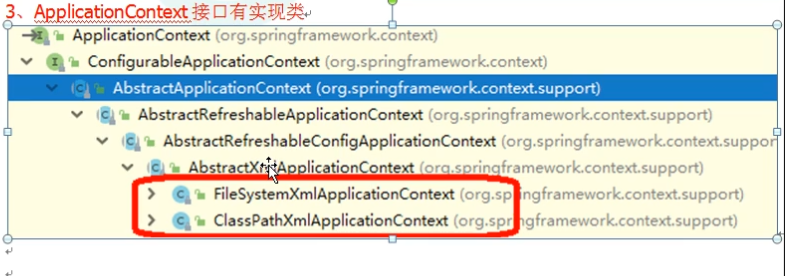 3、ApplicationContext 接口有实现类
ApplicationContext (org.springframework.context)
ConfigurableApplicationContext (org.springframework.context)
AbstractApplicationContext (org.springframework.context.support)
AbstractRefreshableApplicationContext (org.springframework.context.support)
AbstractRefreshableConfigApplicationContext (org.springframework.context.suppor
AbstractXmlApplicationContext (org.springframework.context.support)
FileSystemXmlApplicationContext (org.springframework.context.support)
ClassPathXmlApplicationContext (org.springframework.context.support)